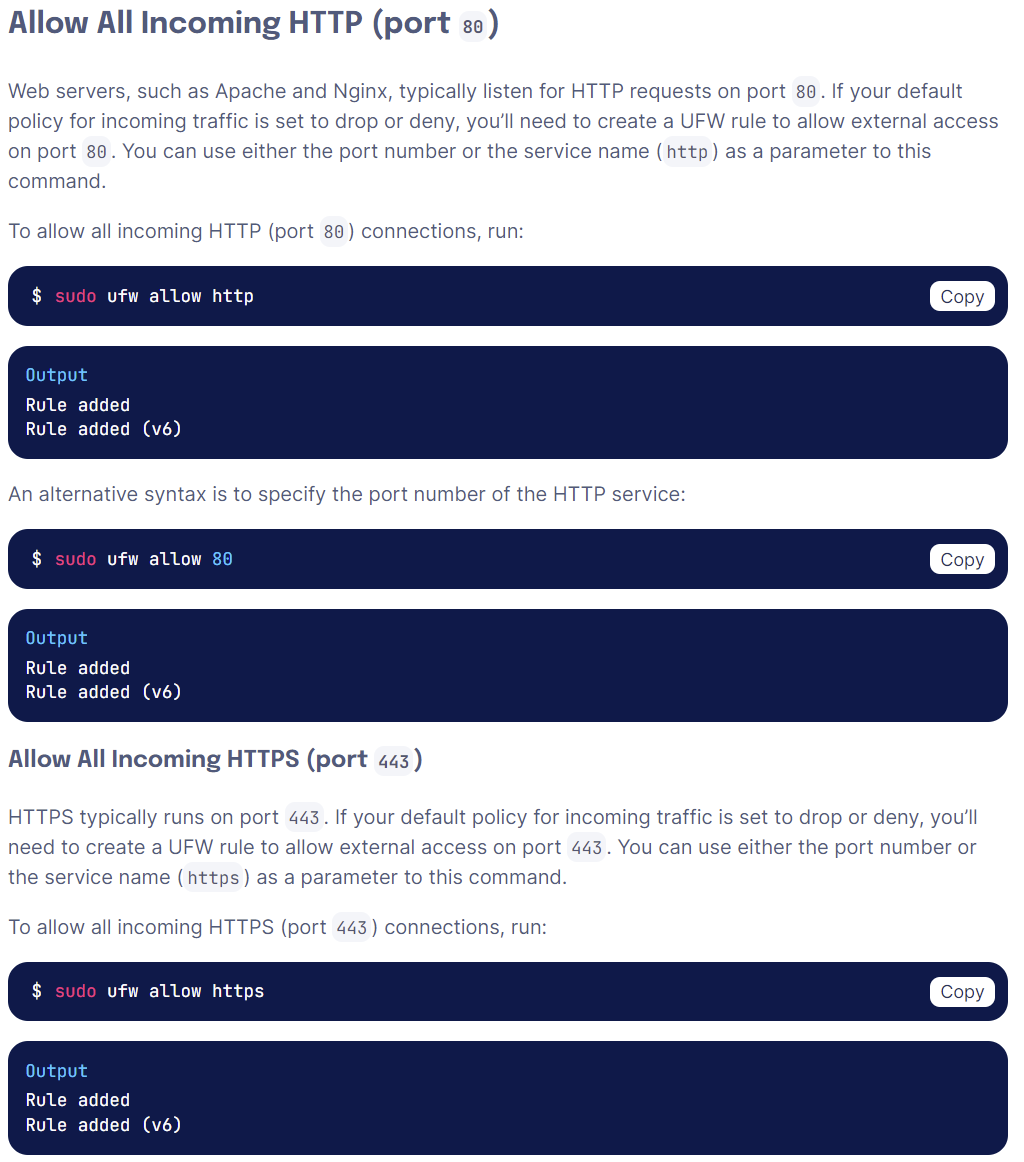 Allow All Incoming HTTP (port 80)
Web servers, such as Apache and Nginx, typically listen for HTTP requests on port 80. If your default
policy for incoming traffic is set to drop or deny, you’ll need to create a UFW rule to allow external access
on port 80. You can use either the port number or the service name (http) as a parameter to this
command.
To allow all incoming HTTP (port 80) connections, run:
$ sudo ufw allow http
Copy
Output
Rule added
Rule added (v6)
An alternative syntax is to specify the port number of the HTTP service:
$ sudo ufw allow 80
Copy
Output
Rule added
Rule added (v6)
Allow All Incoming HTTPS (port 443)
HTTPS typically runs on port 443. If your default policy for incoming traffic is set to drop or deny, you’ll
need to create a UFW rule to allow external access on port 443. You can use either the port number or
the service name (https) as a parameter to this command.
To allow all incoming HTTPS (port 443) connections, run:
$ sudo ufw allow https
Copy
Output
Rule added
Rule added (v6)